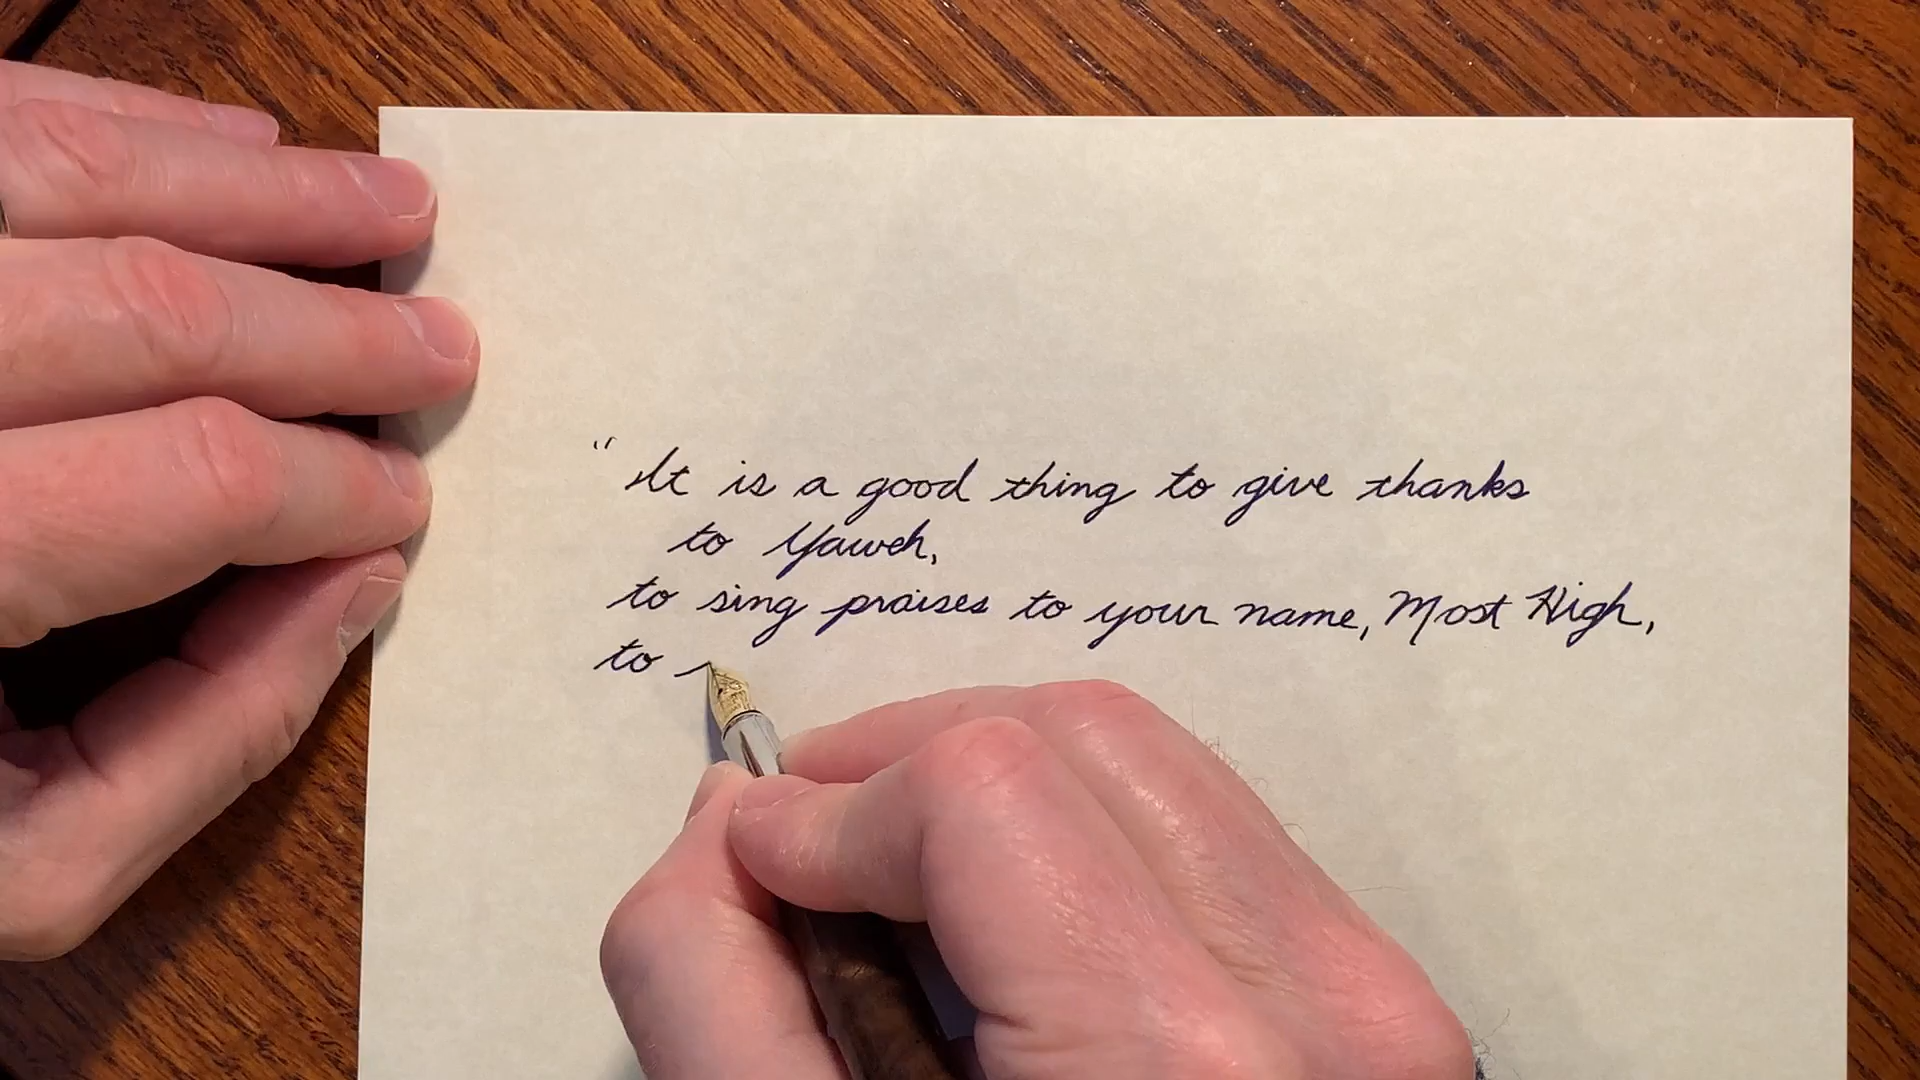 "It is a good thing to give thanks
to Yaweh,
to sing praises to your name, Most High,
to